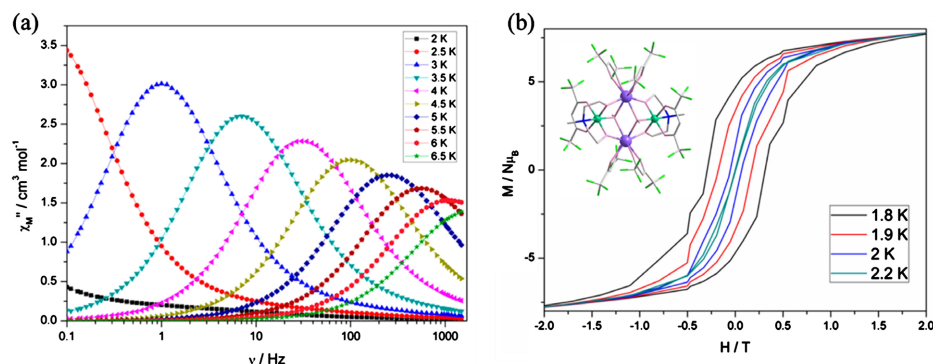 (a)
χM'' / cm³ mol⁻¹
3.5
3.0
2.5
2.0
1.5
1.0
0.5
0.0
0.1
1
10
100
1000
ν / Hz
2 K
2.5 K
3 K
3.5 K
4 K
4.5 K
5 K
5.5 K
6 K
6.5 K
(b)
M / NμB
5
0
-5
-2.0
-1.5
-1.0
-0.5
0.0
0.5
1.0
1.5
2.0
H / T
1.8 K
1.9 K
2 K
2.2 K